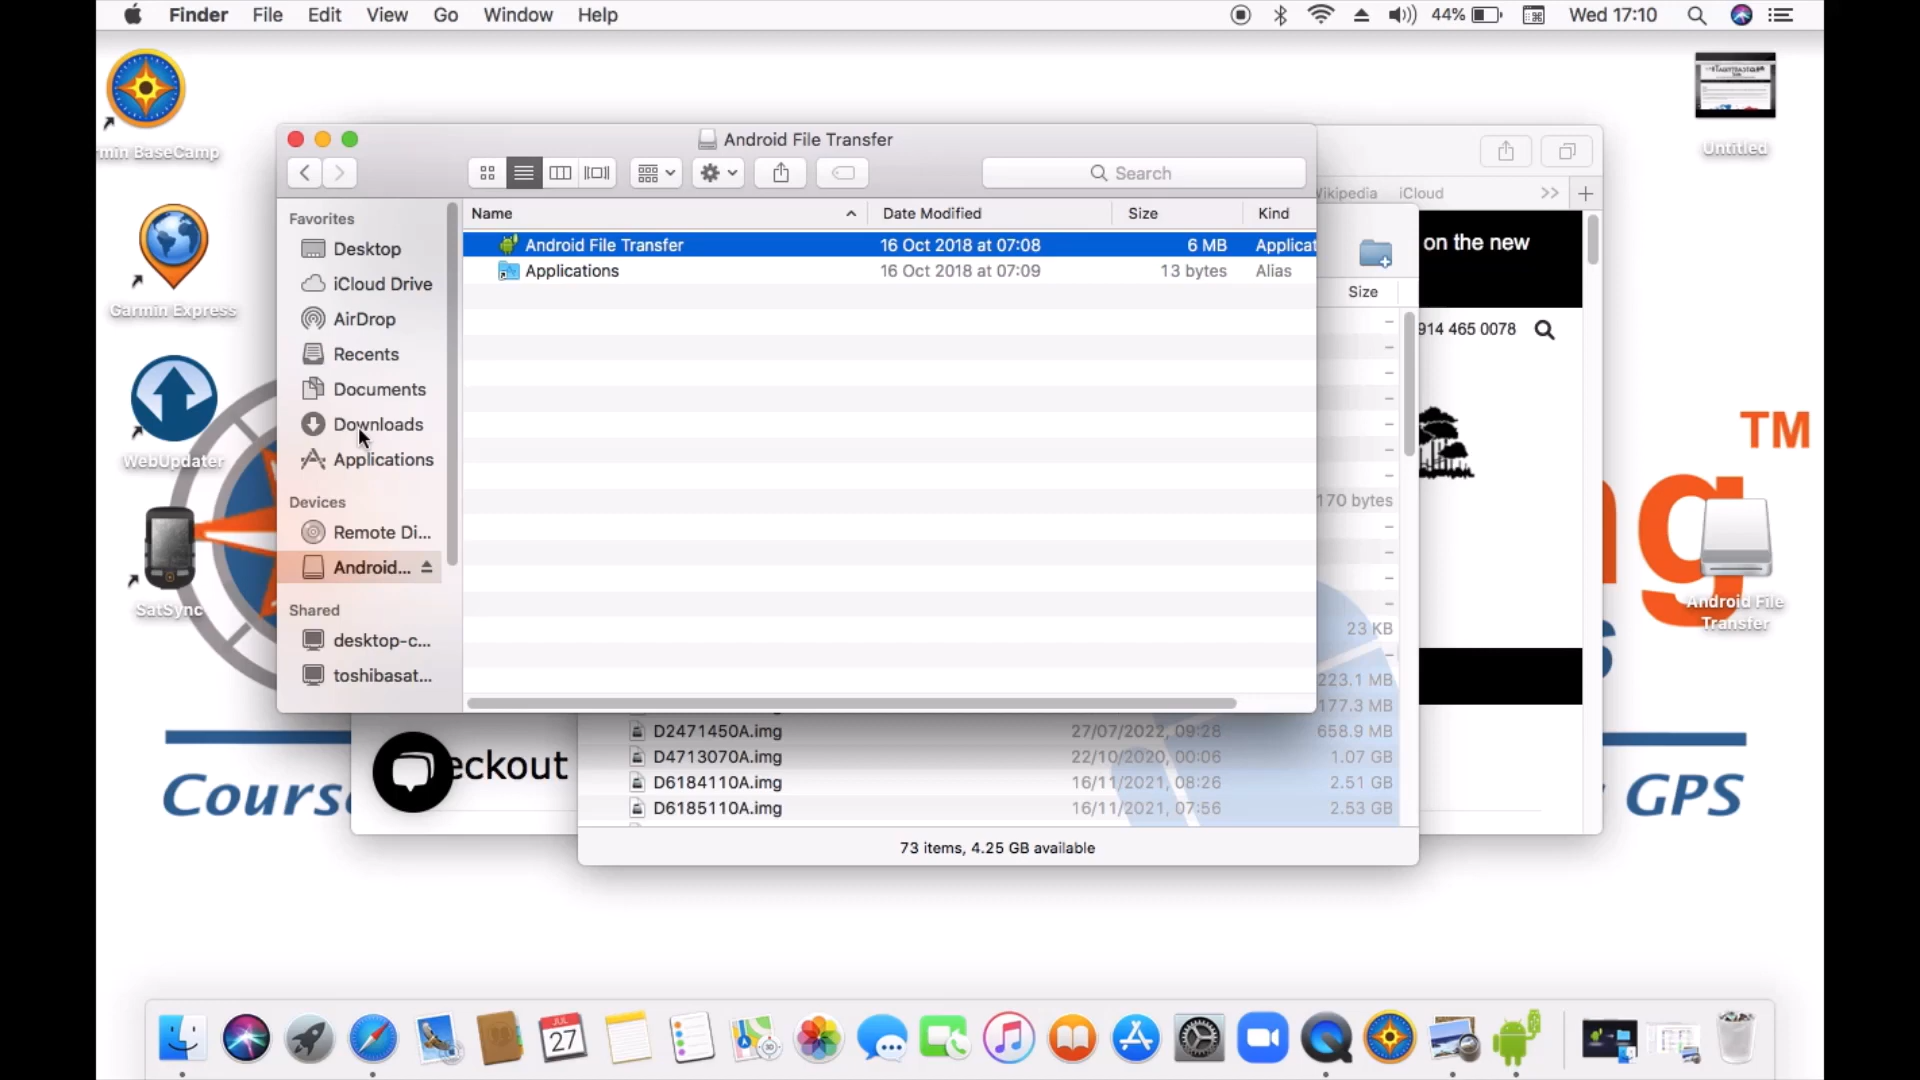 Finder File Edit View Go Window Help
44% Wed 17:10
min BaseCamp
Garmin Express
WebUpdater
SatSync
Untitled
Android File Transfer
Search
Favorites
Desktop
iCloud Drive
AirDrop
Recents
Documents
Downloads
Applications
Devices
Remote Di...
Android...
Shared
desktop-c...
toshibasat...
Name Date Modified Size Kind
Android File Transfer 16 Oct 2018 at 07:08 6 MB Applicat
Applications 16 Oct 2018 at 07:09 13 bytes Alias
Vikipedia iCloud >>
on the new
Size
914 465 0078
170 bytes
23 KB
223.1 MB
177.3 MB
D2471450A.img 27/07/2022, 09:28 658.9 MB
D4713070A.img 22/10/2020, 00:06 1.07 GB
D6184110A.img 16/11/2021, 08:26 2.51 GB
D6185110A.img 16/11/2021, 07:56 2.53 GB
73 items, 4.25 GB available
eckout
TM
g
Android File
Transfer
Cours
GPS
JUL
27